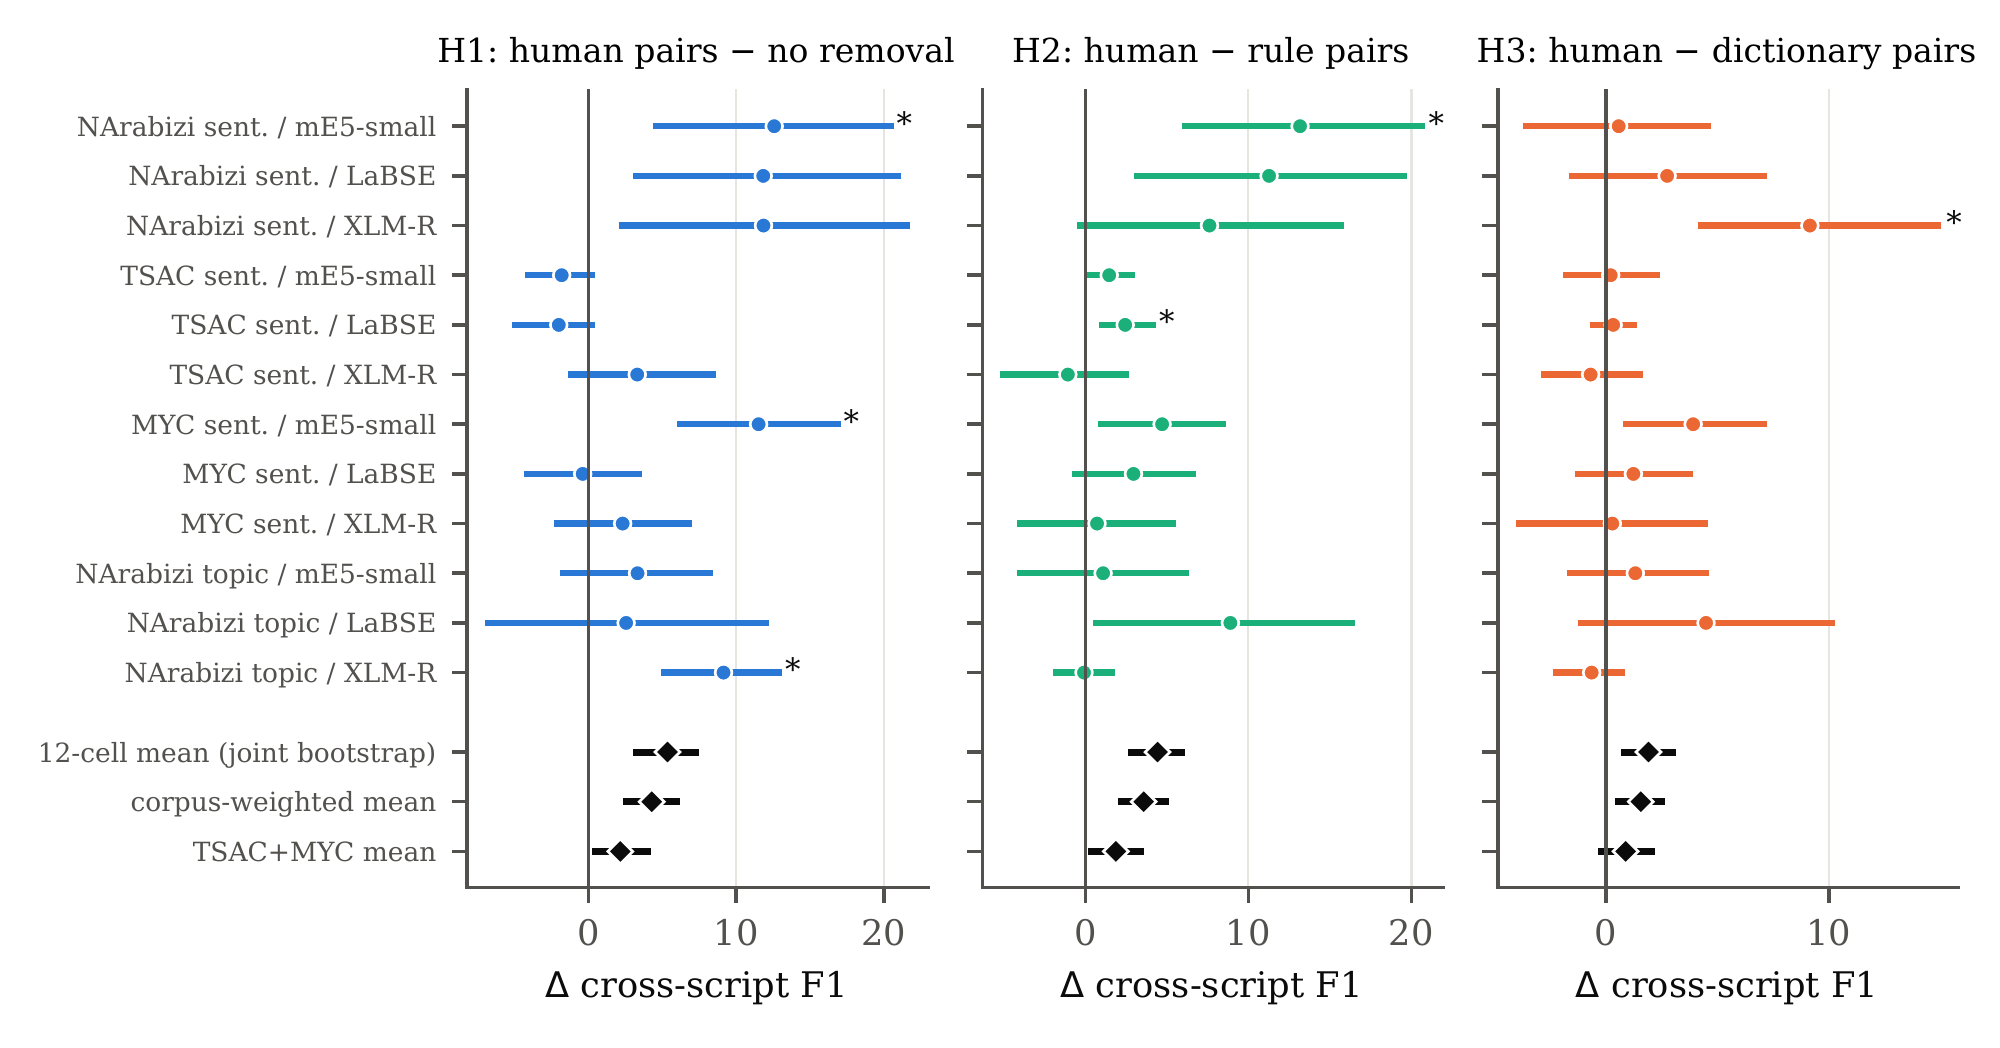 H1: human pairs − no removal
H2: human − rule pairs
H3: human − dictionary pairs
NArabizi sent. / mE5-small
NArabizi sent. / LaBSE
NArabizi sent. / XLM-R
TSAC sent. / mE5-small
TSAC sent. / LaBSE
TSAC sent. / XLM-R
MYC sent. / mE5-small
MYC sent. / LaBSE
MYC sent. / XLM-R
NArabizi topic / mE5-small
NArabizi topic / LaBSE
NArabizi topic / XLM-R
12-cell mean (joint bootstrap)
corpus-weighted mean
TSAC+MYC mean
*
*
*
*
*
*
0 10 20
0 10 20
0 10
Δ cross-script F1
Δ cross-script F1
Δ cross-script F1